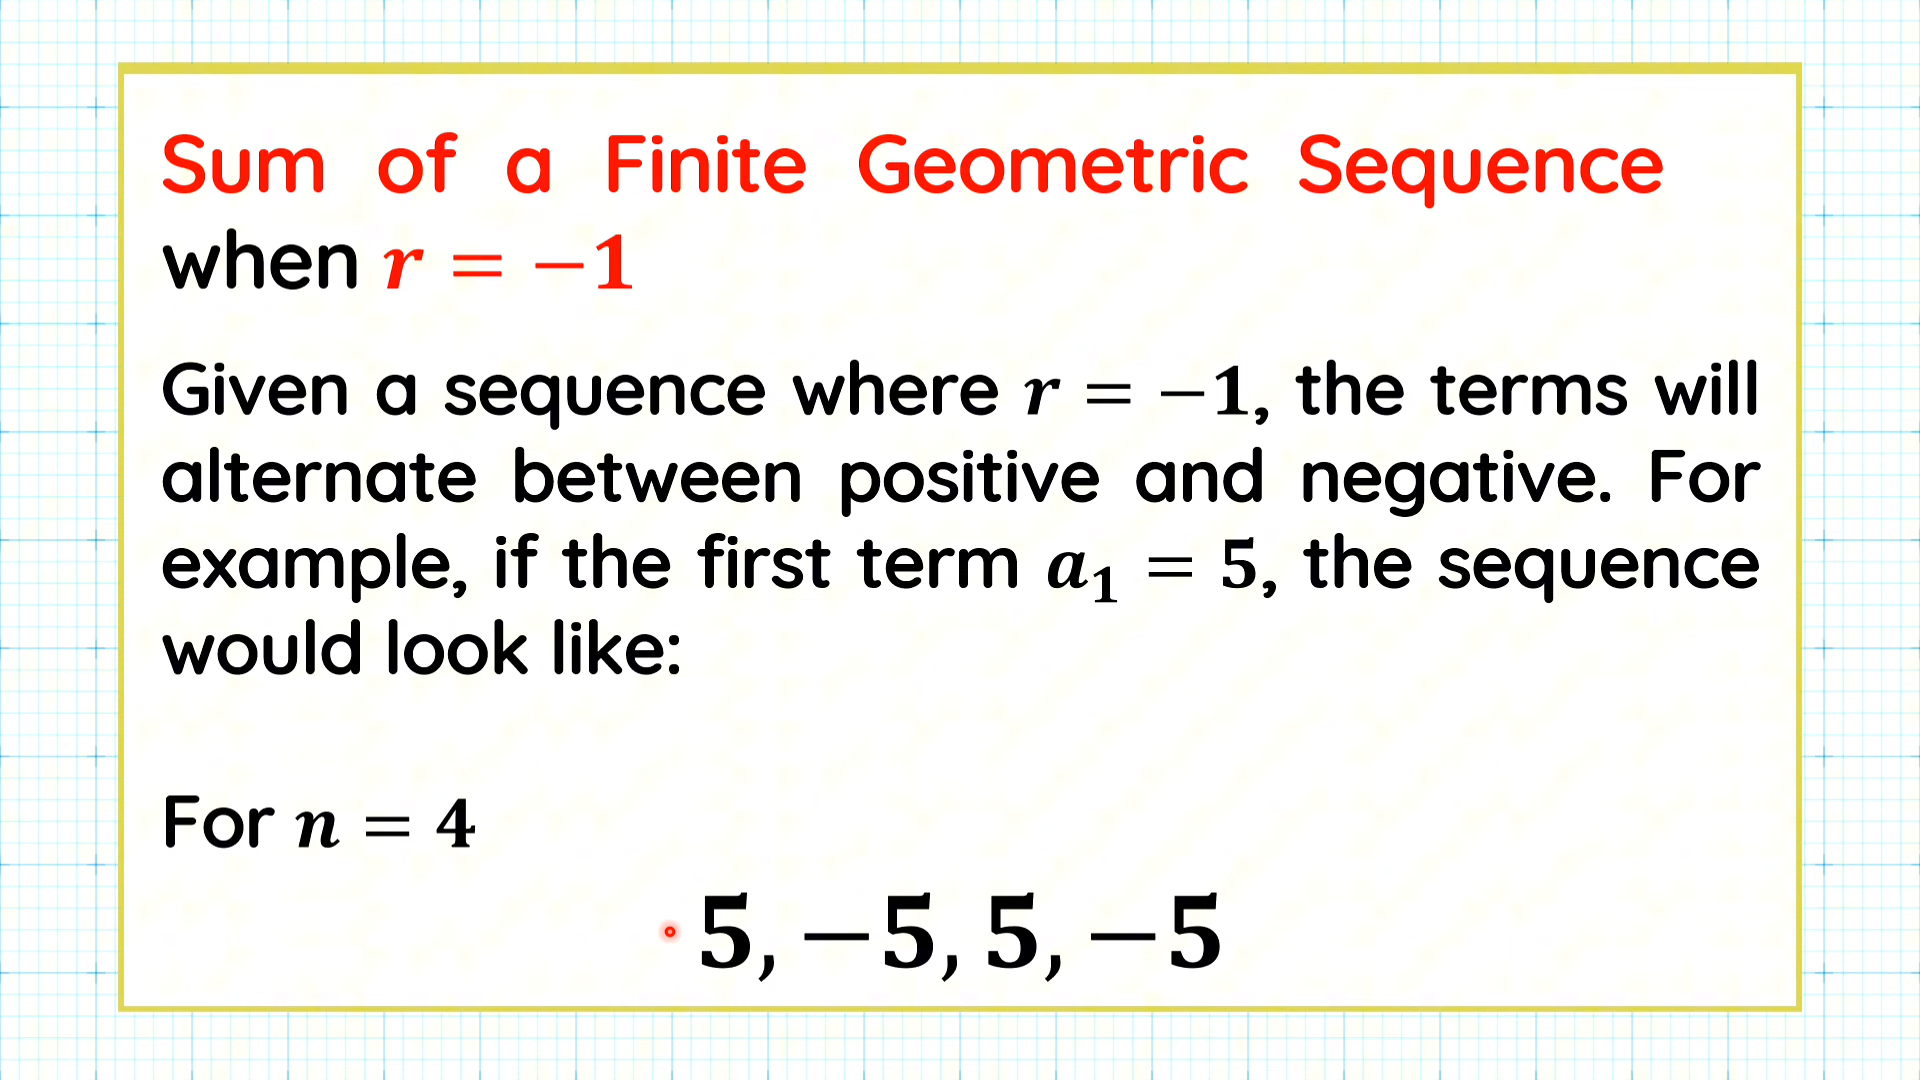 Sum of a Finite Geometric Sequence
when r = −1
Given a sequence where r = −1, the terms will
alternate between positive and negative. For
example, if the first term a₁ = 5, the sequence
would look like:
For n = 4
5, −5, 5, −5